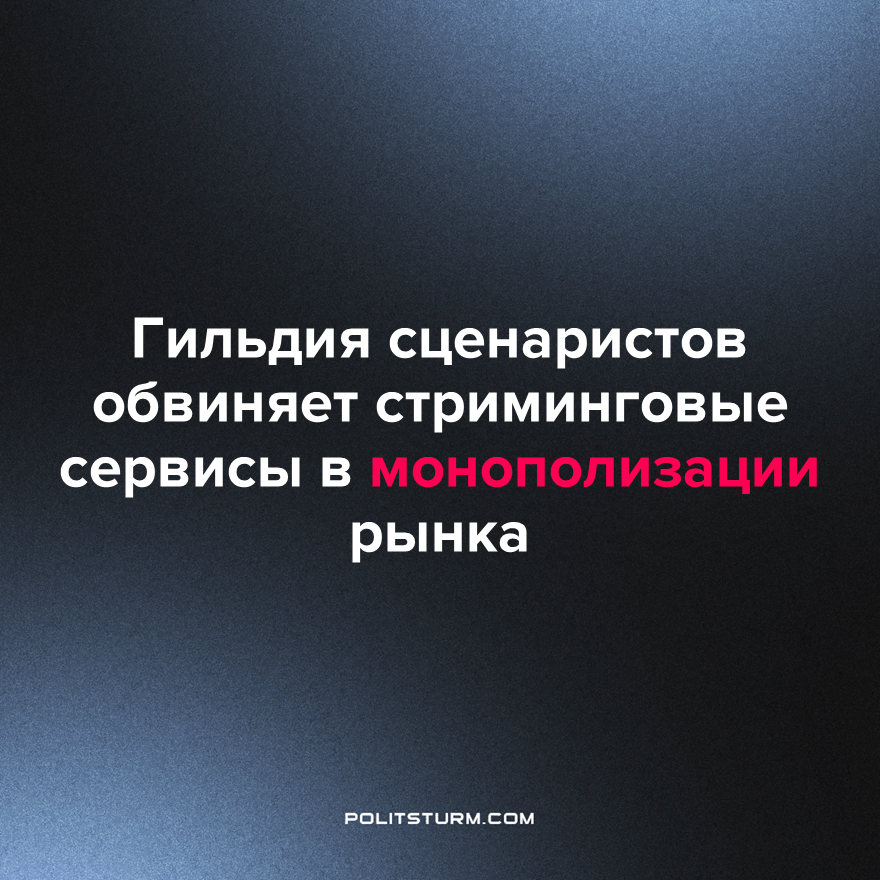 Гильдия сценаристов
обвиняет стриминговые
сервисы в монополизации
рынка
POLITSTURM.COM